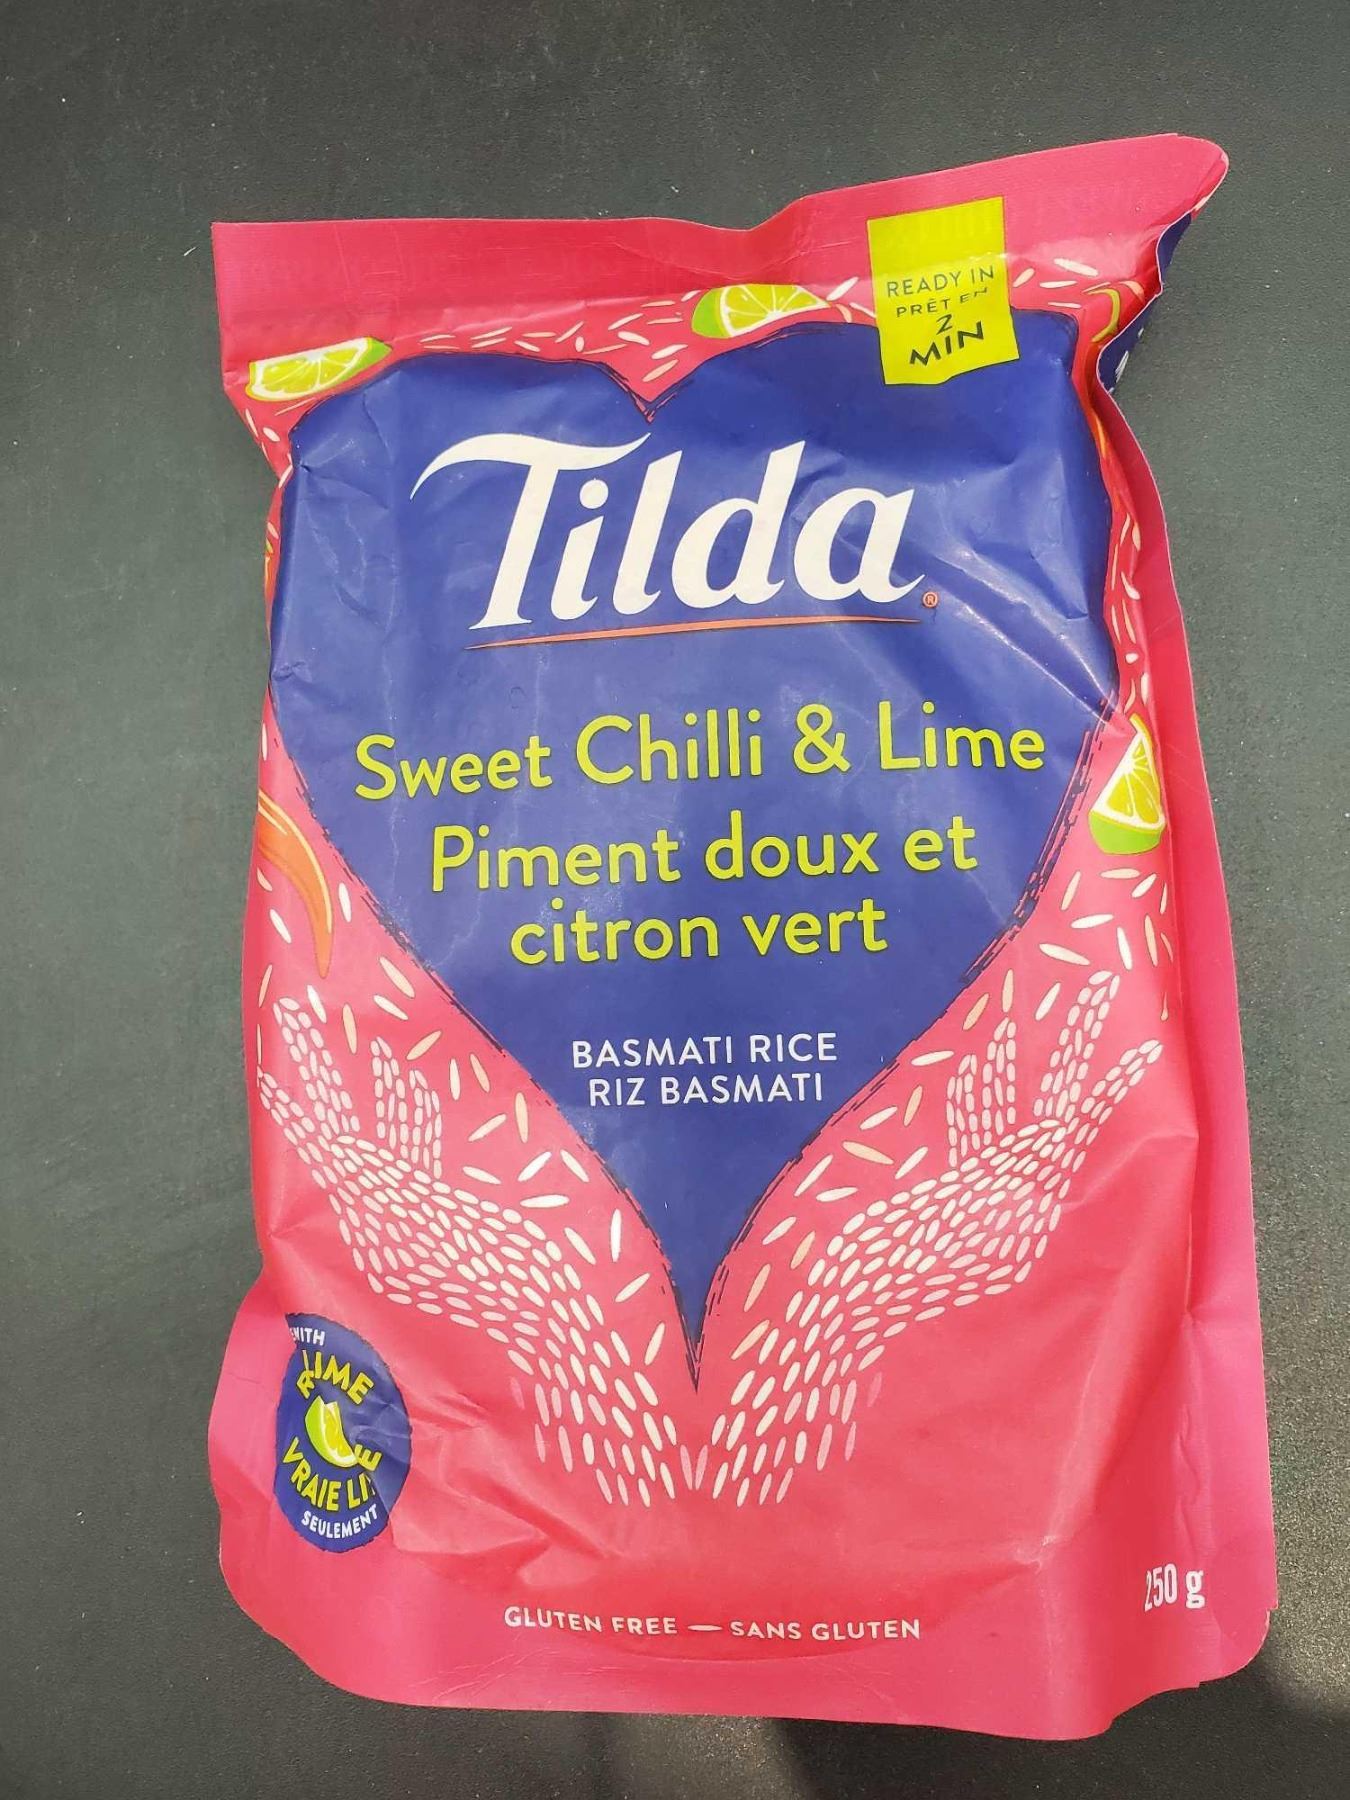 READY IN
PRÊT EN
2
MIN
Tilda®
Sweet Chilli & Lime
Piment doux et
citron vert
BASMATI RICE
RIZ BASMATI
WITH
LIME
VRAIE
SEULEMENT
GLUTEN FREE — SANS GLUTEN
250 g